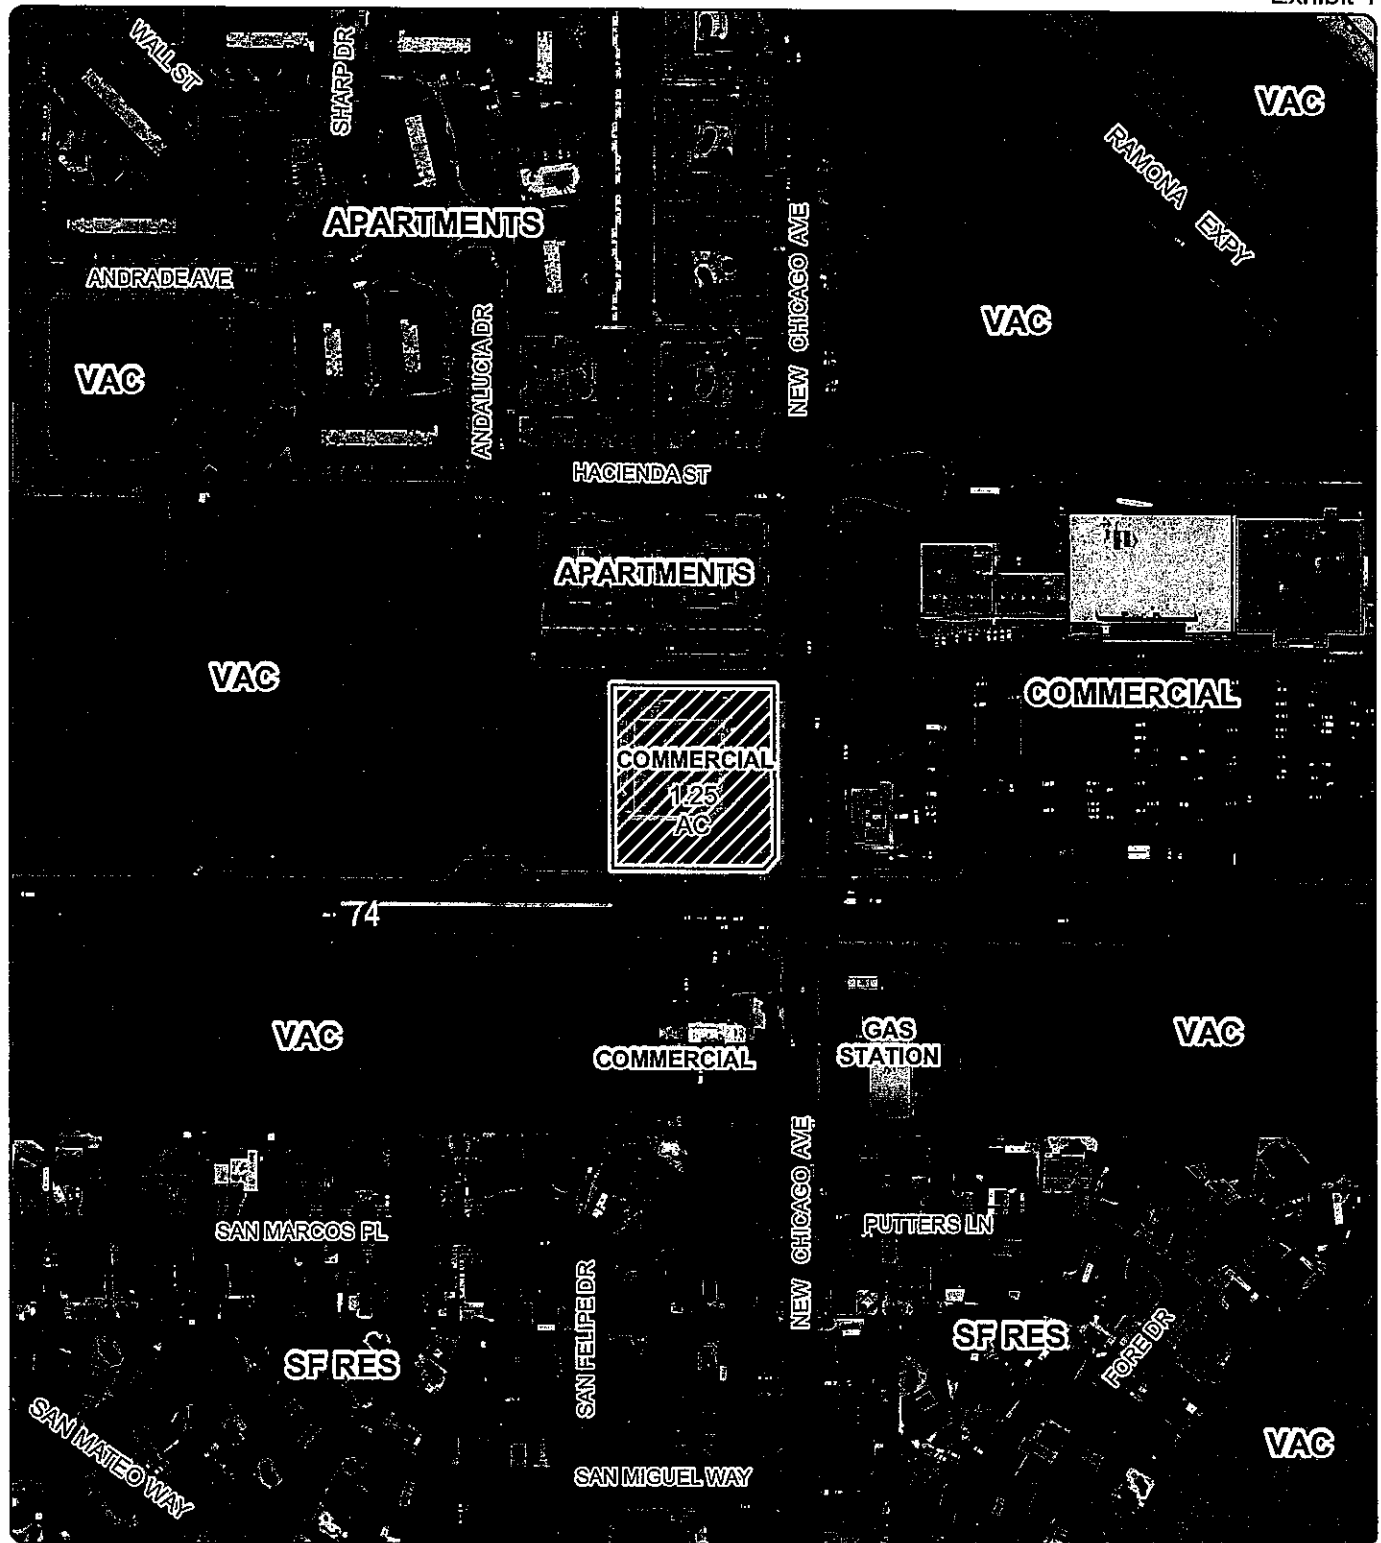 Exhibit 1
WALL ST
SHARP DR
VAC
RAMONA EXPY
APARTMENTS
NEW CHICAGO AVE
ANDRADE AVE
VAC
VAC
ANDALUCIA DR
HACIENDA ST
APARTMENTS
VAC
COMMERCIAL
COMMERCIAL
1.25
AC
74
VAC
COMMERCIAL
GAS
STATION
VAC
SAN MARCOS PL
NEW CHICAGO AVE
PUTTERS LN
SAN FELIPE DR
SF RES
SF RES
FORE DR
SAN MATEO WAY
SAN MIGUEL WAY
VAC